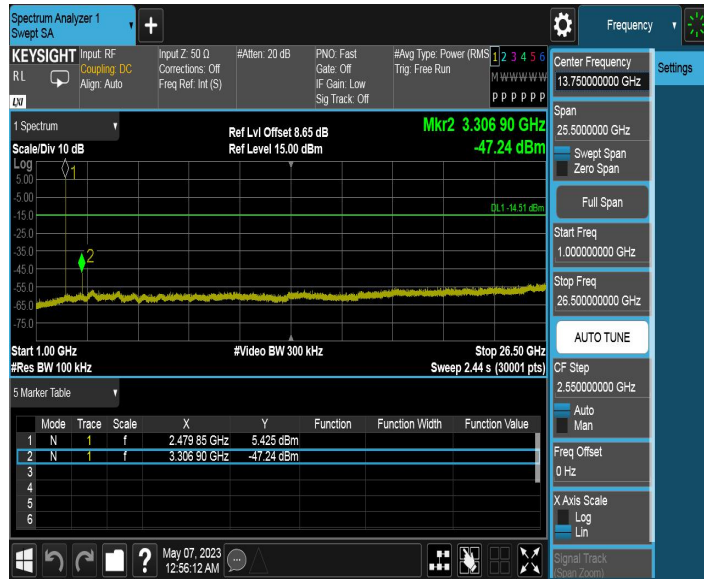 Spectrum Analyzer 1
Swept SA
+
Frequency
KEYSIGHT
RL
LXI
Input: RF
Coupling: DC
Align: Auto
Input Z: 50 Ω
Corrections: Off
Freq Ref: Int (S)
#Atten: 20 dB
PNO: Fast
Gate: Off
IF Gain: Low
Sig Track: Off
#Avg Type: Power (RMS
Trig: Free Run
1 2 3 4 5 6
M W W W W W
P P P P P P
1 Spectrum
Scale/Div 10 dB
Ref Lvl Offset 8.65 dB
Ref Level 15.00 dBm
Mkr2 3.306 90 GHz
-47.24 dBm
Log
5.00
-5.00
-15.0
-25.0
-35.0
-45.0
-55.0
-65.0
-75.0
1
2
DL1 -14.51 dBm
Start 1.00 GHz
#Res BW 100 kHz
#Video BW 300 kHz
Stop 26.50 GHz
Sweep 2.44 s (30001 pts)
5 Marker Table
Mode Trace Scale X Y Function Function Width Function Value
1 N 1 f 2.479 85 GHz 5.425 dBm
2 N 1 f 3.306 90 GHz -47.24 dBm
3
4
5
6
?
May 07, 2023
12:56:12 AM
Center Frequency
13.750000000 GHz
Settings
Span
25.5000000 GHz
Swept Span
Zero Span
Full Span
Start Freq
1.000000000 GHz
Stop Freq
26.500000000 GHz
AUTO TUNE
CF Step
2.550000000 GHz
Auto
Man
Freq Offset
0 Hz
X Axis Scale
Log
Lin
Signal Track
(Span Zoom)